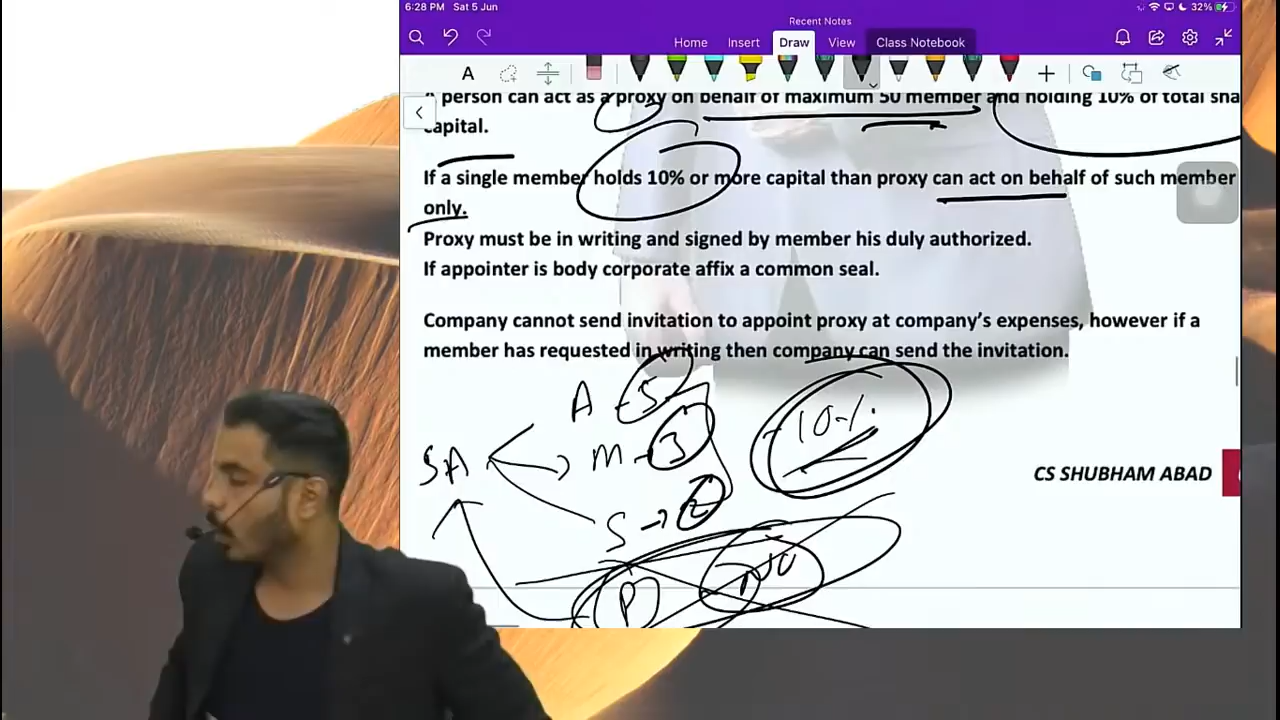 6:28 PM Sat 5 Jun
32%
Recent Notes
Home Insert Draw View Class Notebook
A
A person can act as a proxy on behalf of maximum 50 member and holding 10% of total sha
capital.
If a single member holds 10% or more capital than proxy can act on behalf of such member
only.
Proxy must be in writing and signed by member his duly authorized.
If appointer is body corporate affix a common seal.
Company cannot send invitation to appoint proxy at company's expenses, however if a
member has requested in writing then company can send the invitation.
A - 5
10%
SA M - 3
CS SHUBHAM ABAD
S → 2
P